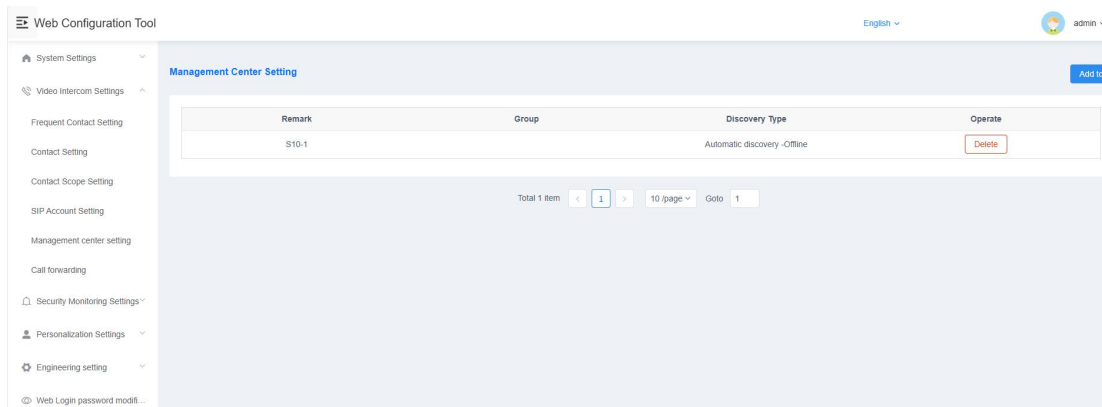 Web Configuration Tool
English
admin
System Settings
Management Center Setting
Add to
Video Intercom Settings
Remark Group Discovery Type Operate
Frequent Contact Setting
S10-1 Automatic discovery -Offline Delete
Contact Setting
Contact Scope Setting
Total 1 item < 1 > 10 /page Goto 1
SIP Account Setting
Management center setting
Call forwarding
Security Monitoring Settings
Personalization Settings
Engineering setting
Web Login password modifi...